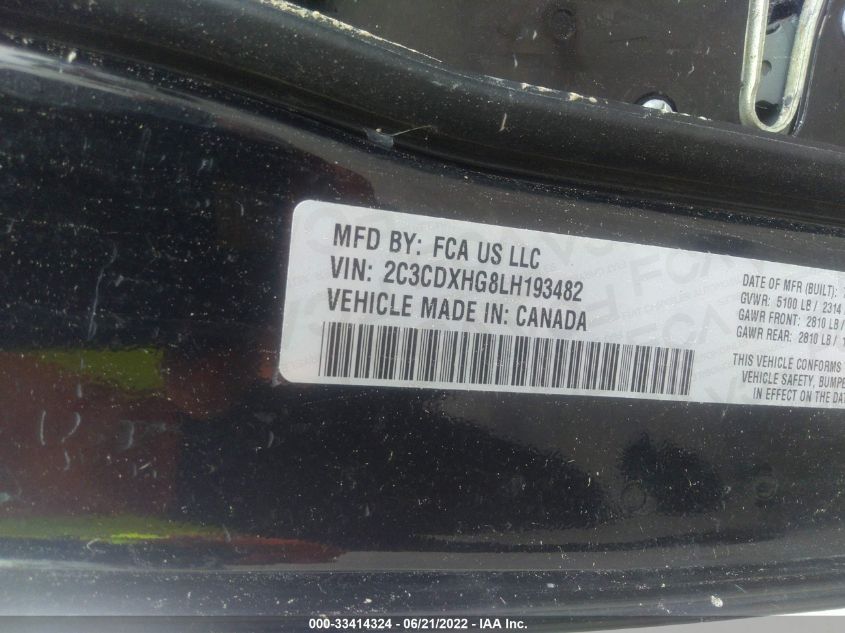 MFD BY: FCA US LLC
VIN: 2C3CDXHG8LH193482
VEHICLE MADE IN: CANADA
DATE OF MFR (BUILT):
GVWR: 5100 LB / 2314
GAWR FRONT: 2810 LB /
GAWR REAR: 2810 LB /
THIS VEHICLE CONFORMS
VEHICLE SAFETY,
IN EFFECT ON THE
000-33414324 - 06/21/2022 - IAA Inc.